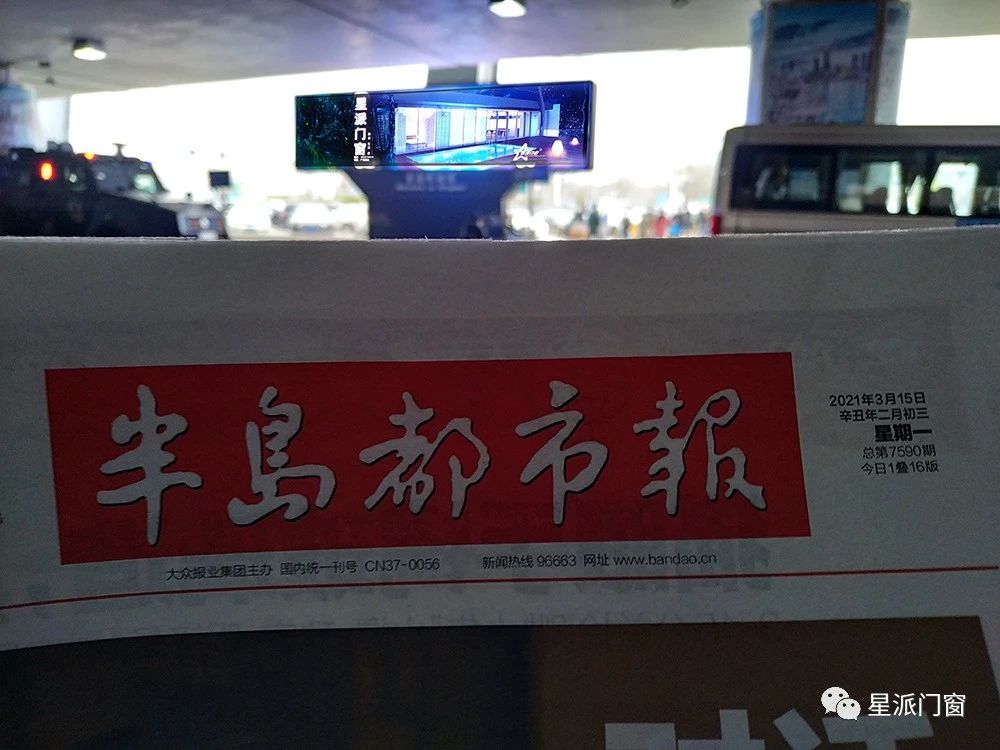 星派门窗
半島都市報
2021年3月15日
辛丑年二月初三
星期一
总第7590期
今日1叠16版
大众报业集团主办 国内统一刊号 CN37-0056 新闻热线 96663 网址 www.bandao.cn
星派门窗